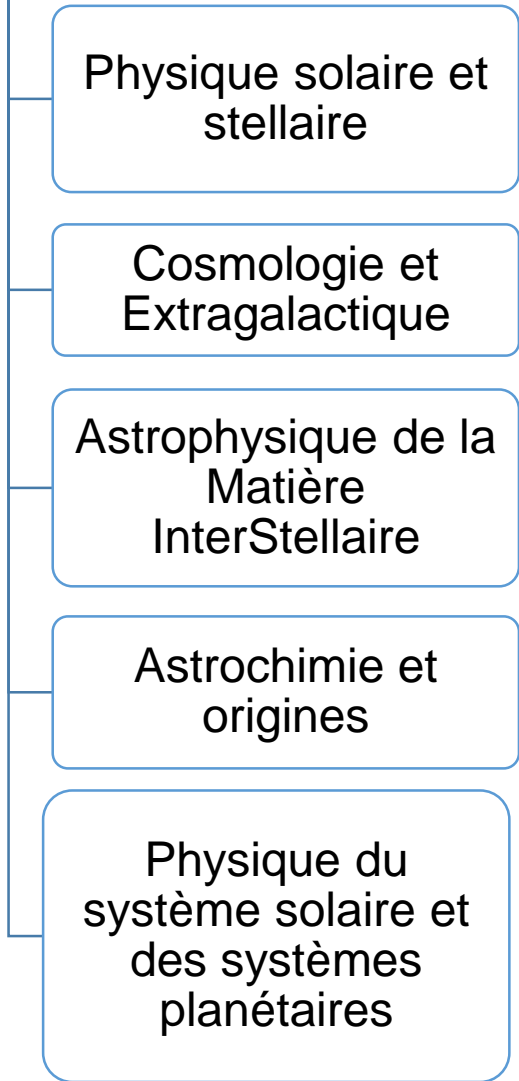 Physique solaire et
stellaire
Cosmologie et
Extragalactique
Astrophysique de la
Matière
InterStellaire
Astrochimie et
origines
Physique du
système solaire et
des systèmes
planétaires